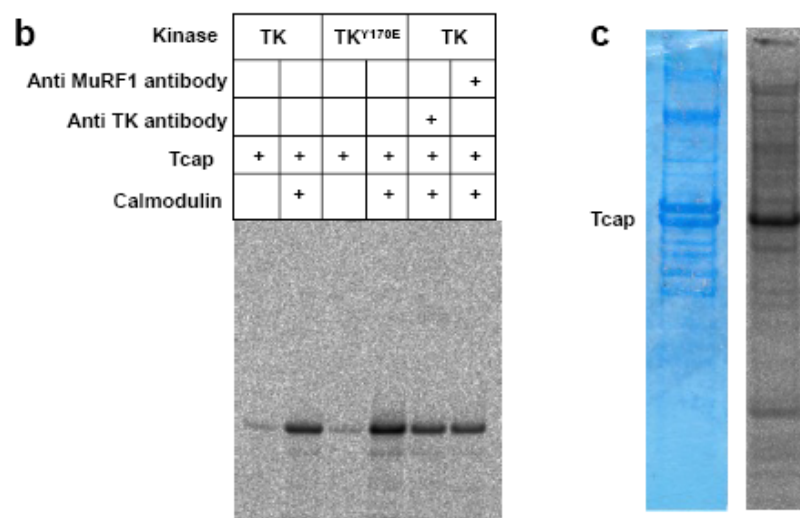 b
Kinase TK TKY170E TK
Anti MuRF1 antibody +
Anti TK antibody +
Tcap + + + + + +
Calmodulin + + + +
c
Tcap